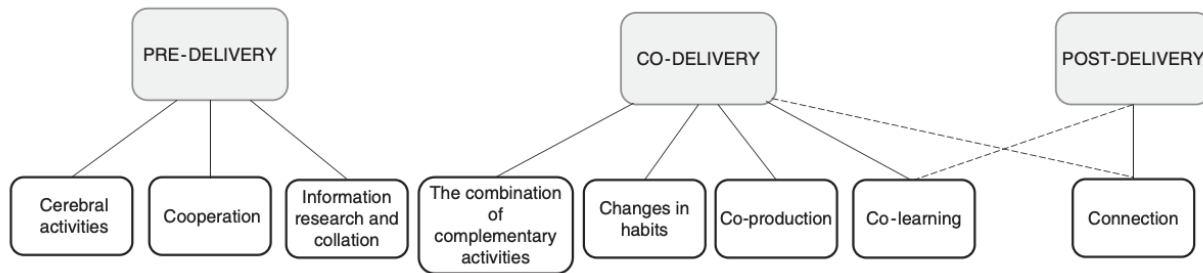 PRE-DELIVERY
CO-DELIVERY
POST-DELIVERY
Cerebral
activities
Cooperation
Information
research and
collation
The combination
of
complementary
activities
Changes in
habits
Co-production
Co-learning
Connection